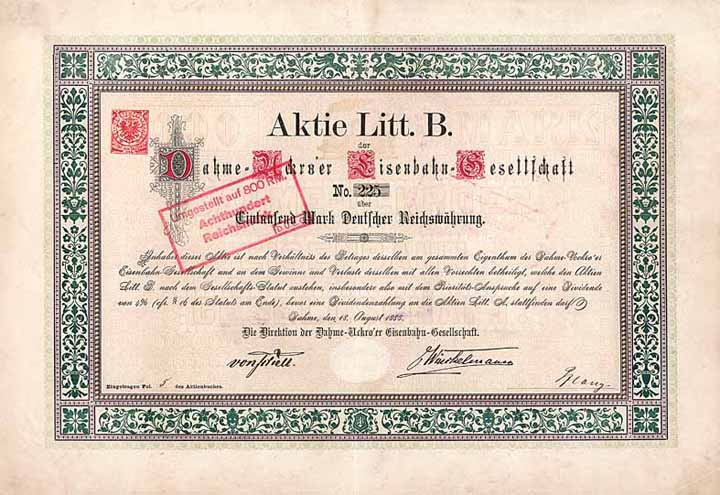 Aktie Litt. B.
der
Dahme-Uckro'er Eisenbahn-Gesellschaft
No. 225
über
Eintausend Mark Deutscher Reichswährung.
Umgestellt auf 800 RM.
Achthundert
Inhaber dieser Aktie ist nach Verhältniss des Betrages derselben am gesammten Eigenthum der Dahme-Uckro'er
Eisenbahn-Gesellschaft und an dem Gewinne und Verluste derselben mit allen Vorrechten betheiligt, welche den Aktien
Litt. B. nach dem Gesellschafts-Statut zustehen, insbesondere also mit dem Prioritäts-Anspruche auf eine Dividende
von 4% (cfr. § 16 des Statuts am Ende), bevor eine Dividendenzahlung an die Aktien Litt. A. stattfinden darf.
Dahme, den 18. August 1885.
Die Direktion der Dahme-Uckro'er Eisenbahn-Gesellschaft.
Winckelmann
Eingetragen Fol. 5 des Aktienbuches.